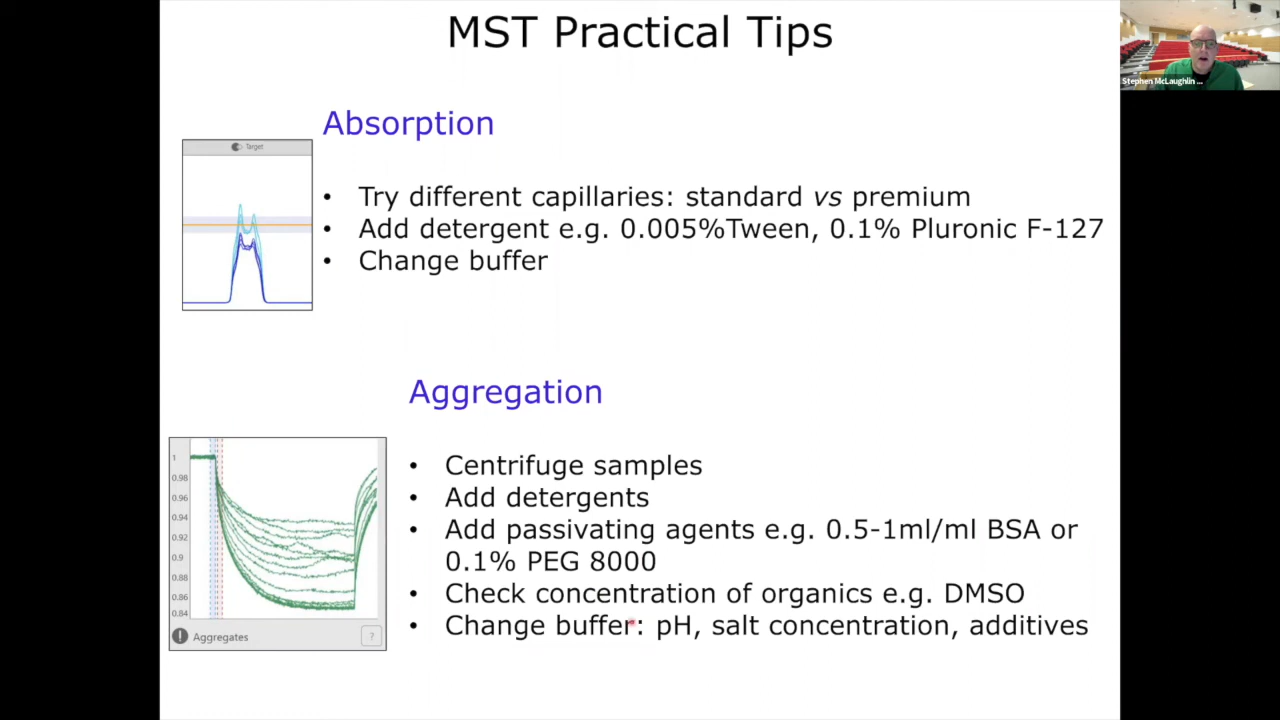 MST Practical Tips
Stephen McLaughlin ...
Absorption
Target
• Try different capillaries: standard vs premium
• Add detergent e.g. 0.005%Tween, 0.1% Pluronic F-127
• Change buffer
Aggregation
1
0.98
0.96
0.94
0.92
0.9
0.88
0.86
0.84
Aggregates
?
• Centrifuge samples
• Add detergents
• Add passivating agents e.g. 0.5-1ml/ml BSA or
0.1% PEG 8000
• Check concentration of organics e.g. DMSO
• Change buffer: pH, salt concentration, additives